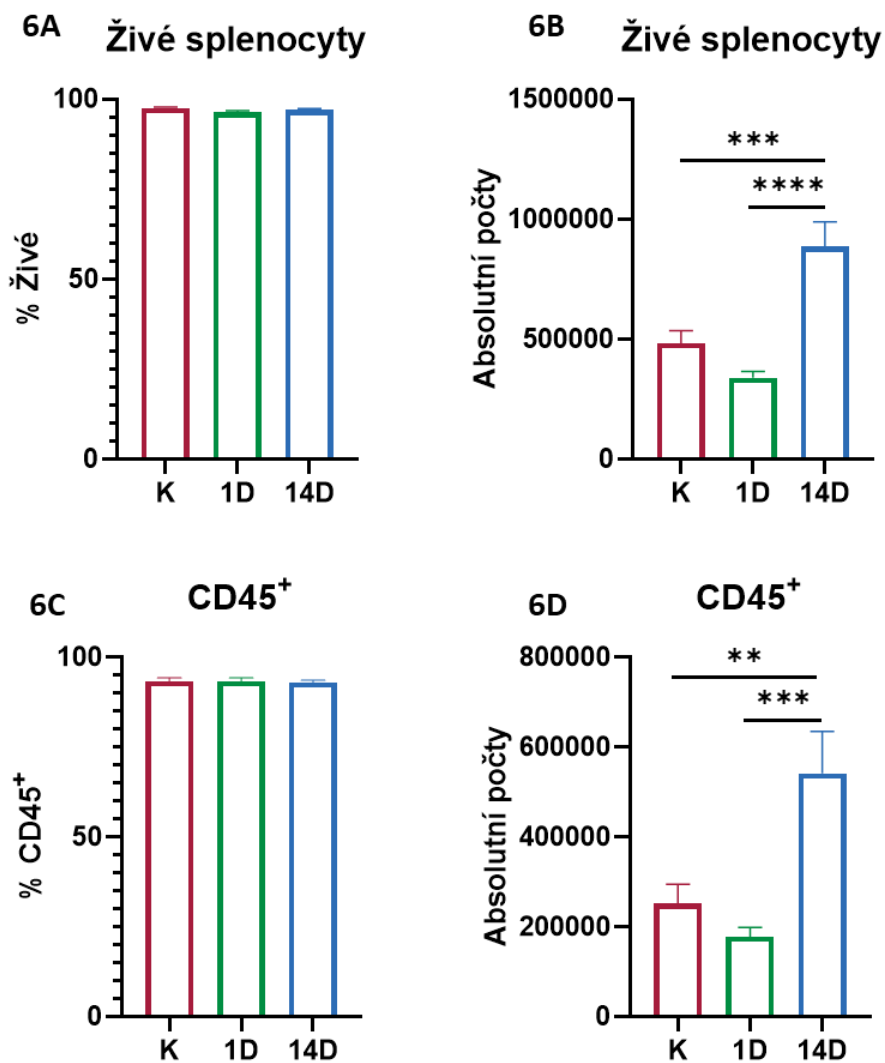 6A Živé splenocyty
% Živé
100
50
0
K 1D 14D
6B Živé splenocyty
Absolutní počty
1500000
1000000
500000
0
***
****
K 1D 14D
6C CD45⁺
% CD45⁺
100
50
0
K 1D 14D
6D CD45⁺
Absolutní počty
800000
600000
400000
200000
0
**
***
K 1D 14D